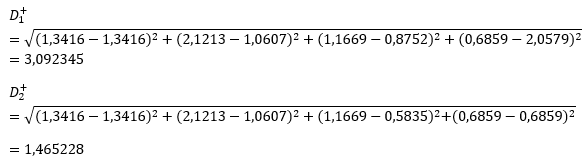 D₁⁺
= √(1,3416 − 1,3416)² + (2,1213 − 1,0607)² + (1,1669 − 0,8752)² + (0,6859 − 2,0579)²
= 3,092345
D₂⁺
= √(1,3416 − 1,3416)² + (2,1213 − 1,0607)² + (1,1669 − 0,5835)²+(0,6859 − 0,6859)²
= 1,465228